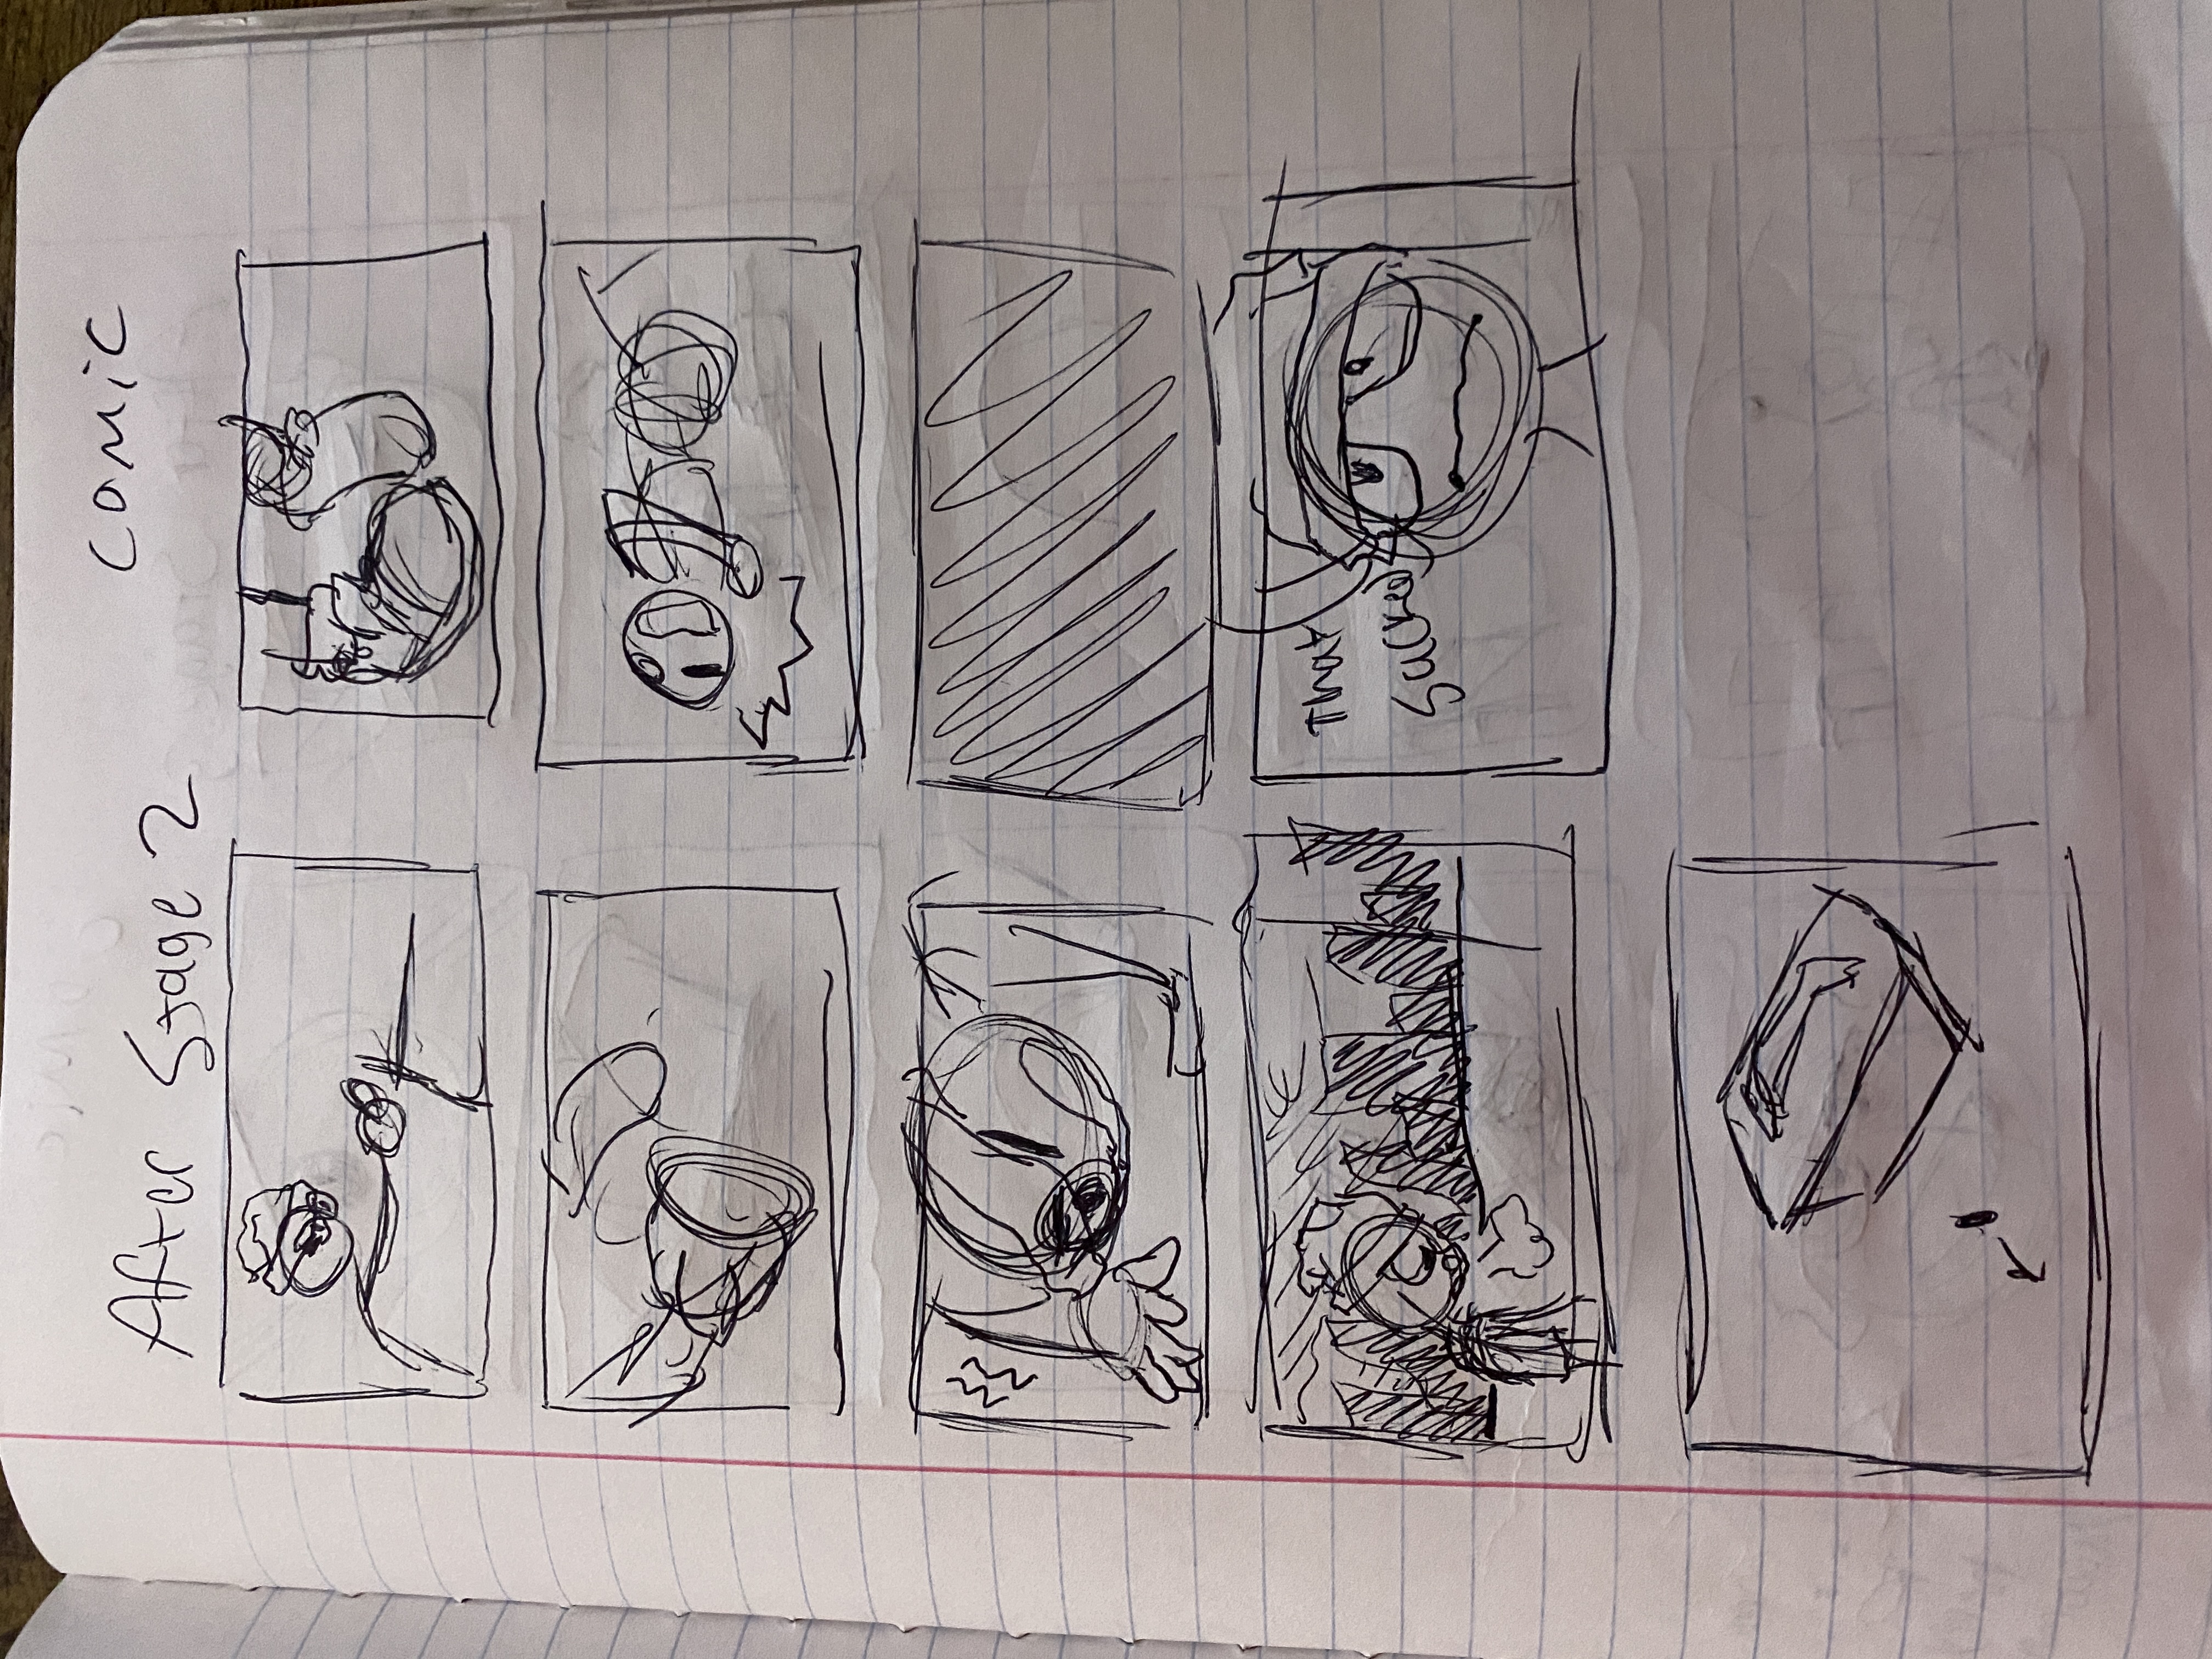 Comic
After Stage 2
That
Sucked